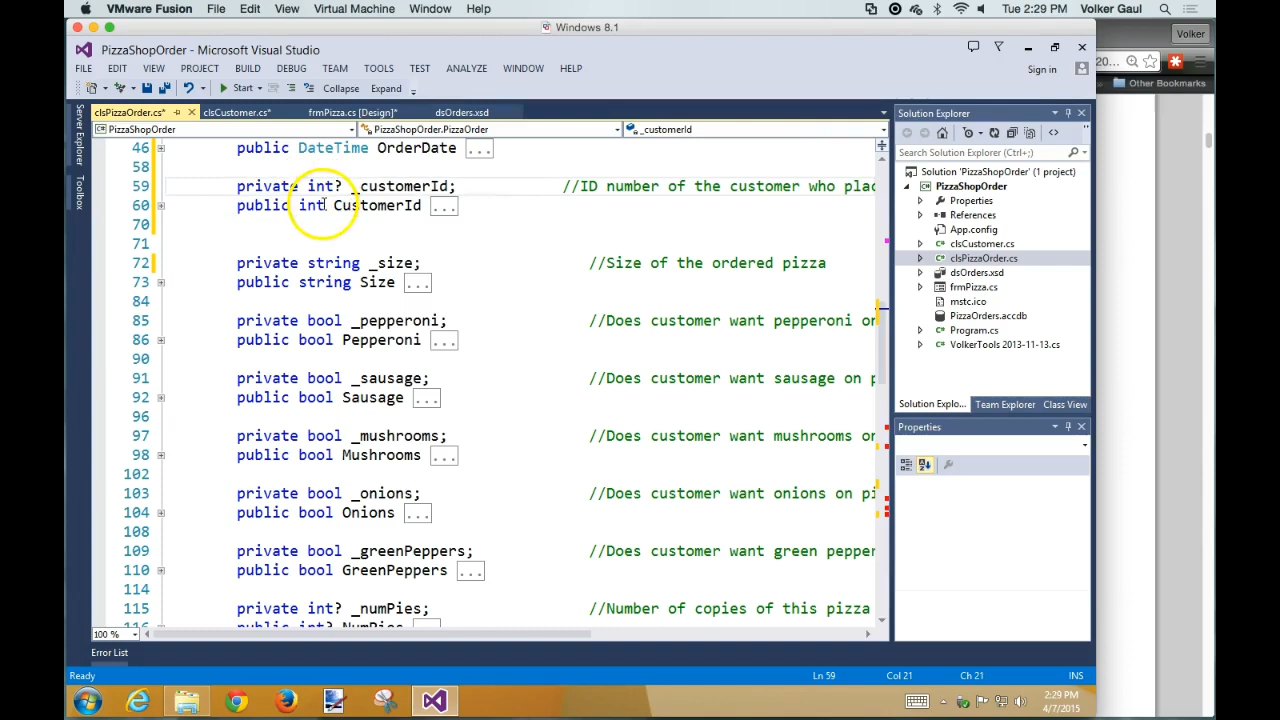 VMware Fusion File Edit View Virtual Machine Window Help Tue 2:29 PM Volker Gaul
Windows 8.1
Volker
PizzaShopOrder - Microsoft Visual Studio
FILE EDIT VIEW PROJECT BUILD DEBUG TEAM TOOLS TEST ANALYZE WINDOW HELP
Sign in
20...
Other Bookmarks
Start Collapse Expand
Server Explorer
Toolbox
clsPizzaOrder.cs* clsCustomer.cs* frmPizza.cs [Design]* dsOrders.xsd
PizzaShopOrder PizzaShopOrder.PizzaOrder _customerId
46 public DateTime OrderDate ...
58
59 private int? _customerId; //ID number of the customer who plac
60 public int CustomerId ...
70
71
72 private string _size; //Size of the ordered pizza
73 public string Size ...
84
85 private bool _pepperoni; //Does customer want pepperoni on
86 public bool Pepperoni ...
90
91 private bool _sausage; //Does customer want sausage on p
92 public bool Sausage ...
96
97 private bool _mushrooms; //Does customer want mushrooms on
98 public bool Mushrooms ...
102
103 private bool _onions; //Does customer want onions on pi
104 public bool Onions ...
108
109 private bool _greenPeppers; //Does customer want green pepper
110 public bool GreenPeppers ...
114
115 private int? _numPies; //Number of copies of this pizza
116 public int? NumPies
100 %
Solution Explorer
Search Solution Explorer (Ctrl+;)
Solution 'PizzaShopOrder' (1 project)
PizzaShopOrder
Properties
References
App.config
clsCustomer.cs
clsPizzaOrder.cs
dsOrders.xsd
frmPizza.cs
mstc.ico
PizzaOrders.accdb
Program.cs
VolkerTools 2013-11-13.cs
Solution Explo... Team Explorer Class View
Properties
Error List
Ready Ln 59 Col 21 Ch 21 INS
2:29 PM
4/7/2015